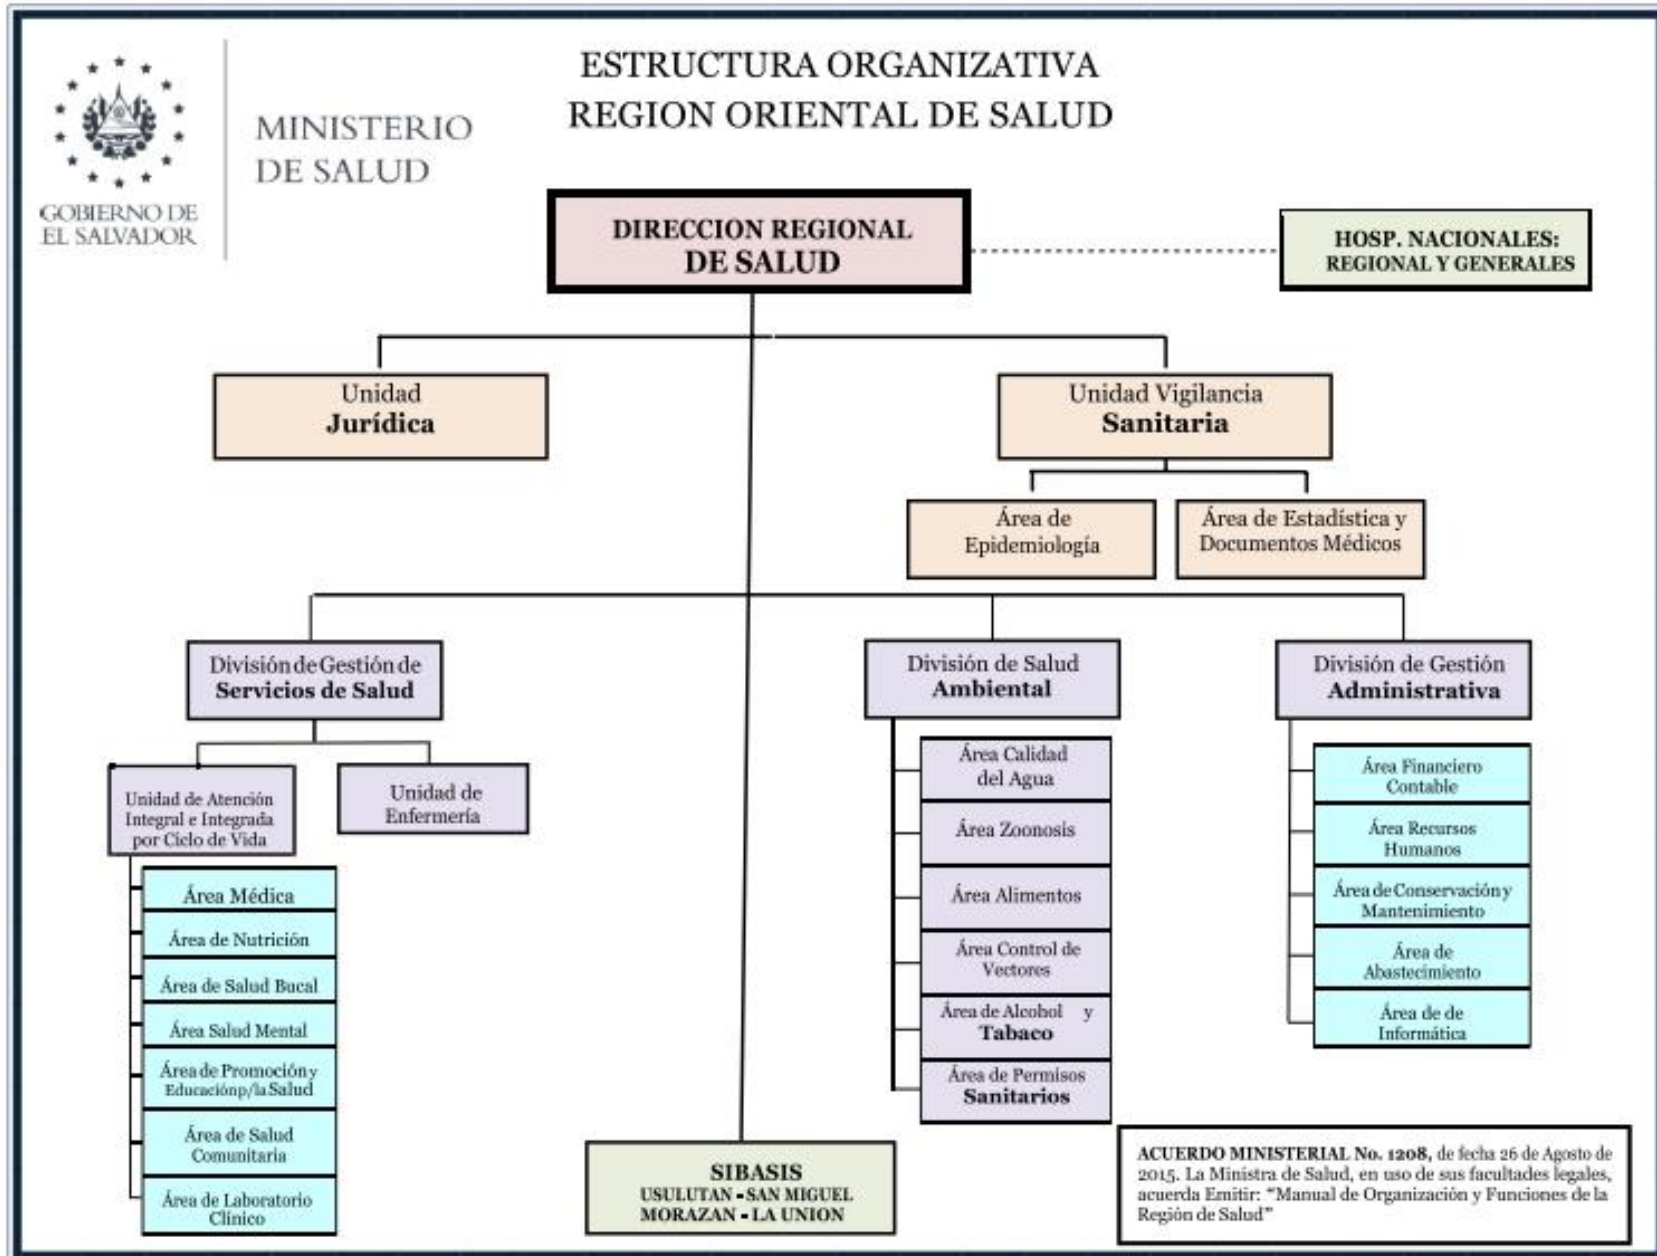 ESTRUCTURA ORGANIZATIVA
REGION ORIENTAL DE SALUD
MINISTERIO
DE SALUD
GOBIERNO DE
EL SALVADOR
DIRECCION REGIONAL
DE SALUD
HOSP. NACIONALES:
REGIONAL Y GENERALES
Unidad
Jurídica
Unidad Vigilancia
Sanitaria
Área de
Epidemiología
Área de Estadística y
Documentos Médicos
División de Gestión de
Servicios de Salud
División de Salud
Ambiental
División de Gestión
Administrativa
Unidad de Atención
Integral e Integrada
por Ciclo de Vida
Unidad de
Enfermería
Área Médica
Área de Nutrición
Área de Salud Bucal
Área Salud Mental
Área de Promoción y
Educaciónp/la Salud
Área de Salud
Comunitaria
Área de Laboratorio
Clínico
Área Calidad
del Agua
Área Zoonosis
Área Alimentos
Área Control de
Vectores
Área de Alcohol y
Tabaco
Área de Permisos
Sanitarios
Área Financiero
Contable
Área Recursos
Humanos
Área de Conservación y
Mantenimiento
Área de
Abastecimiento
Área de de
Informática
SIBASIS
USULUTAN - SAN MIGUEL
MORAZAN - LA UNION
ACUERDO MINISTERIAL No. 1208, de fecha 26 de Agosto de
2015. La Ministra de Salud, en uso de sus facultades legales,
acuerda Emitir: "Manual de Organización y Funciones de la
Región de Salud"